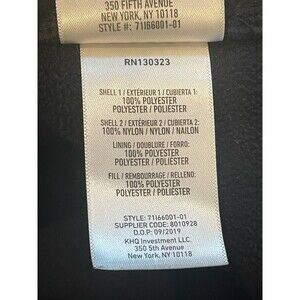 350 FIFTH AVENUE
NEW YORK, NY 10118
STYLE #: 71I66001-01
RN130323
SHELL 1 / EXTÉRIEUR 1 / CUBIERTA 1:
100% POLYESTER
100% POLYESTER / POLIÉSTER
SHELL 2 / EXTÉRIEUR 2 / CUBIERTA 2:
100% NYLON / NYLON / NAILON
LINING / DOUBLURE / FORRO:
100% POLYESTER
POLYESTER / POLIÉSTER
FILL / REMBOURRAGE / RELLENO:
100% POLYESTER
POLYESTER / POLIÉSTER
STYLE: 71I66001-01
SUPPLIER CODE: 8010928
D.O.P: 09/2019
KHQ Investment LLC.
350 5th Avenue
New York, NY 10118